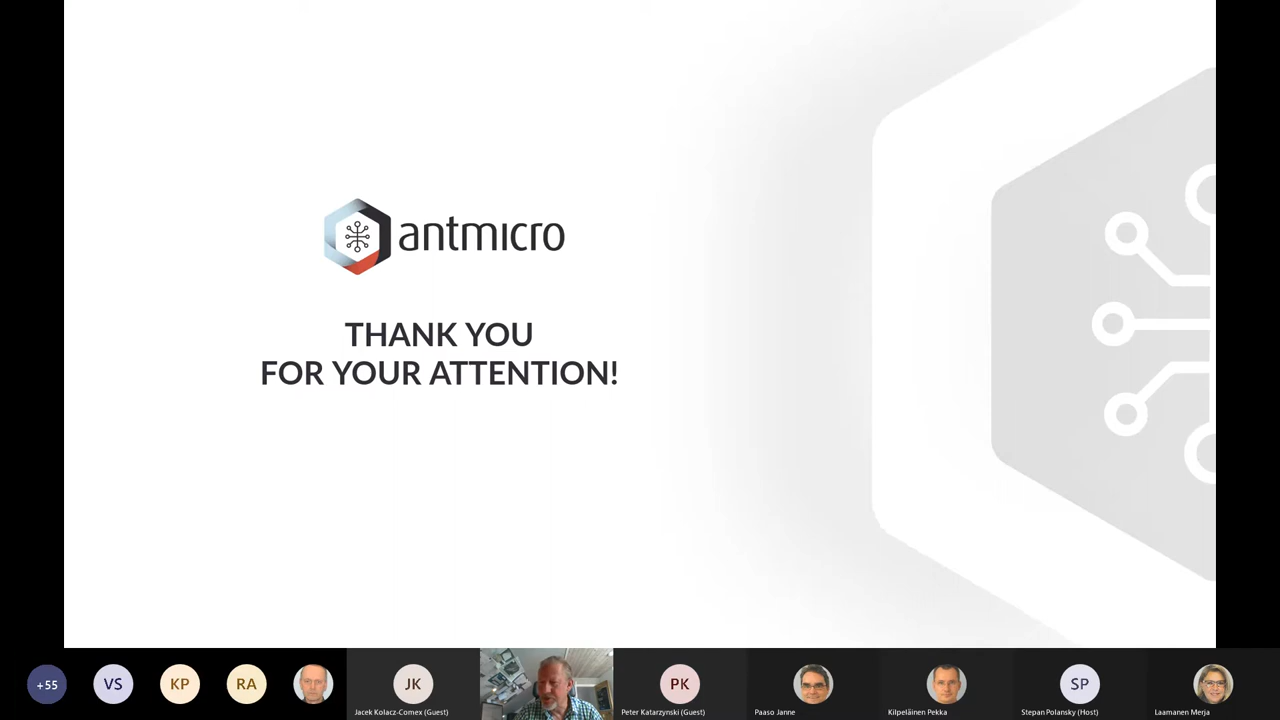 antmicro
THANK YOU
FOR YOUR ATTENTION!
+55
VS
KP
RA
JK
Jacek Kolacz-Comex (Guest)
PK
Peter Katarzynski (Guest)
Paaso Janne
Kilpeläinen Pekka
SP
Stepan Polansky (Host)
Laamanen Merja